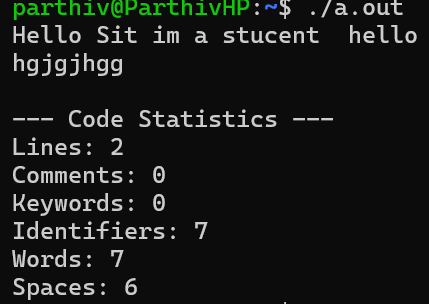 parthiv@ParthivHP:~$ ./a.out
Hello Sit im a stucent  hello
hgjgjhgg

--- Code Statistics ---
Lines: 2
Comments: 0
Keywords: 0
Identifiers: 7
Words: 7
Spaces: 6